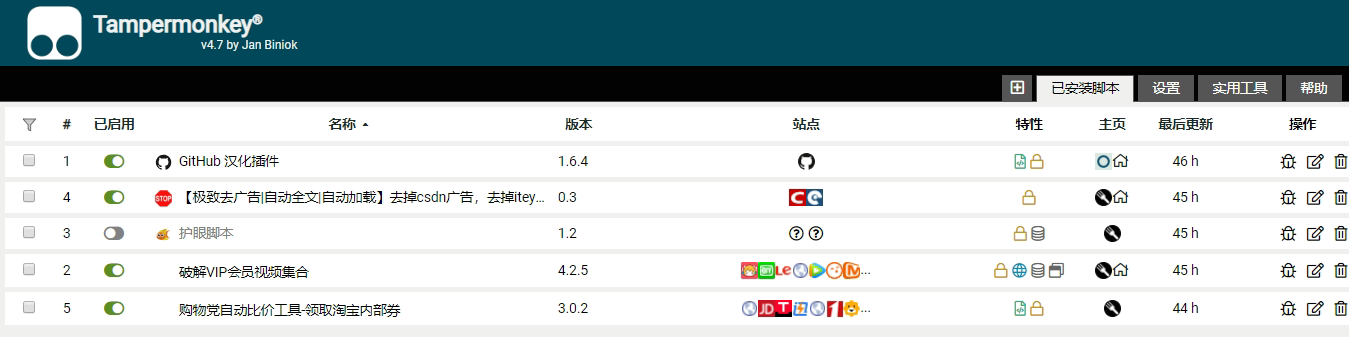 Tampermonkey®
v4.7 by Jan Biniok
已安装脚本 设置 实用工具 帮助
# 已启用 名称 版本 站点 特性 主页 最后更新 操作
1 GitHub 汉化插件 1.6.4 46 h
4 【极致去广告|自动全文|自动加载】去掉csdn广告，去掉itey... 0.3 45 h
3 护眼脚本 1.2 45 h
2 破解VIP会员视频集合 4.2.5 ... 45 h
5 购物党自动比价工具-领取淘宝内部券 3.0.2 ... 44 h